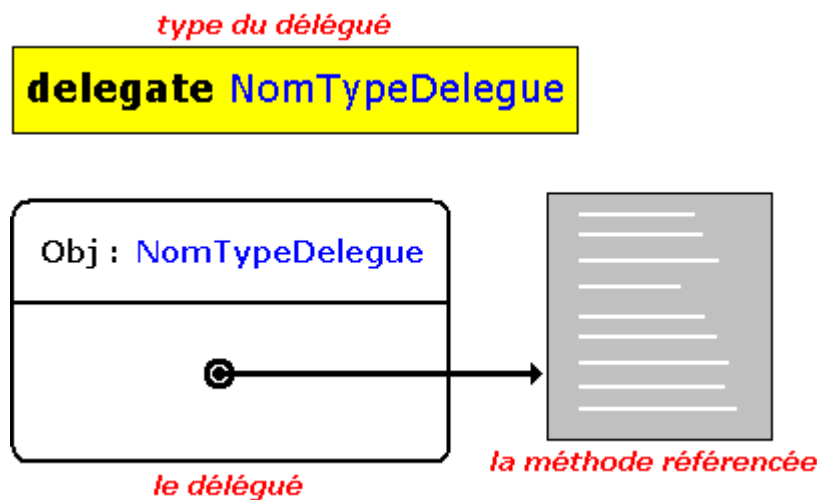 type du délégué
delegate NomTypeDelegue
Obj : NomTypeDelegue
la méthode référencée
le délégué